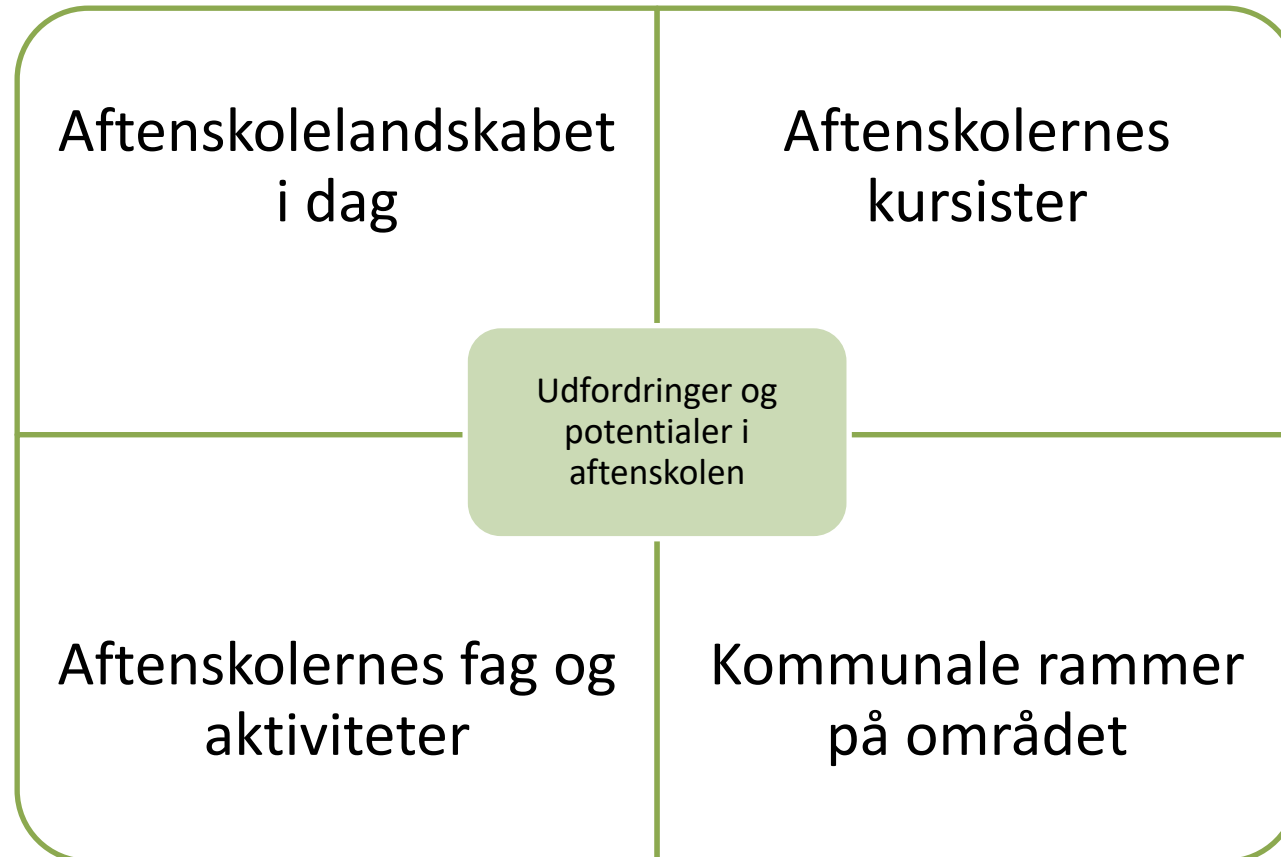 Aftenskolelandskabet
i dag
Aftenskolernes
kursister
Udfordringer og
potentialer i
aftenskolen
Aftenskolernes fag og
aktiviteter
Kommunale rammer
på området